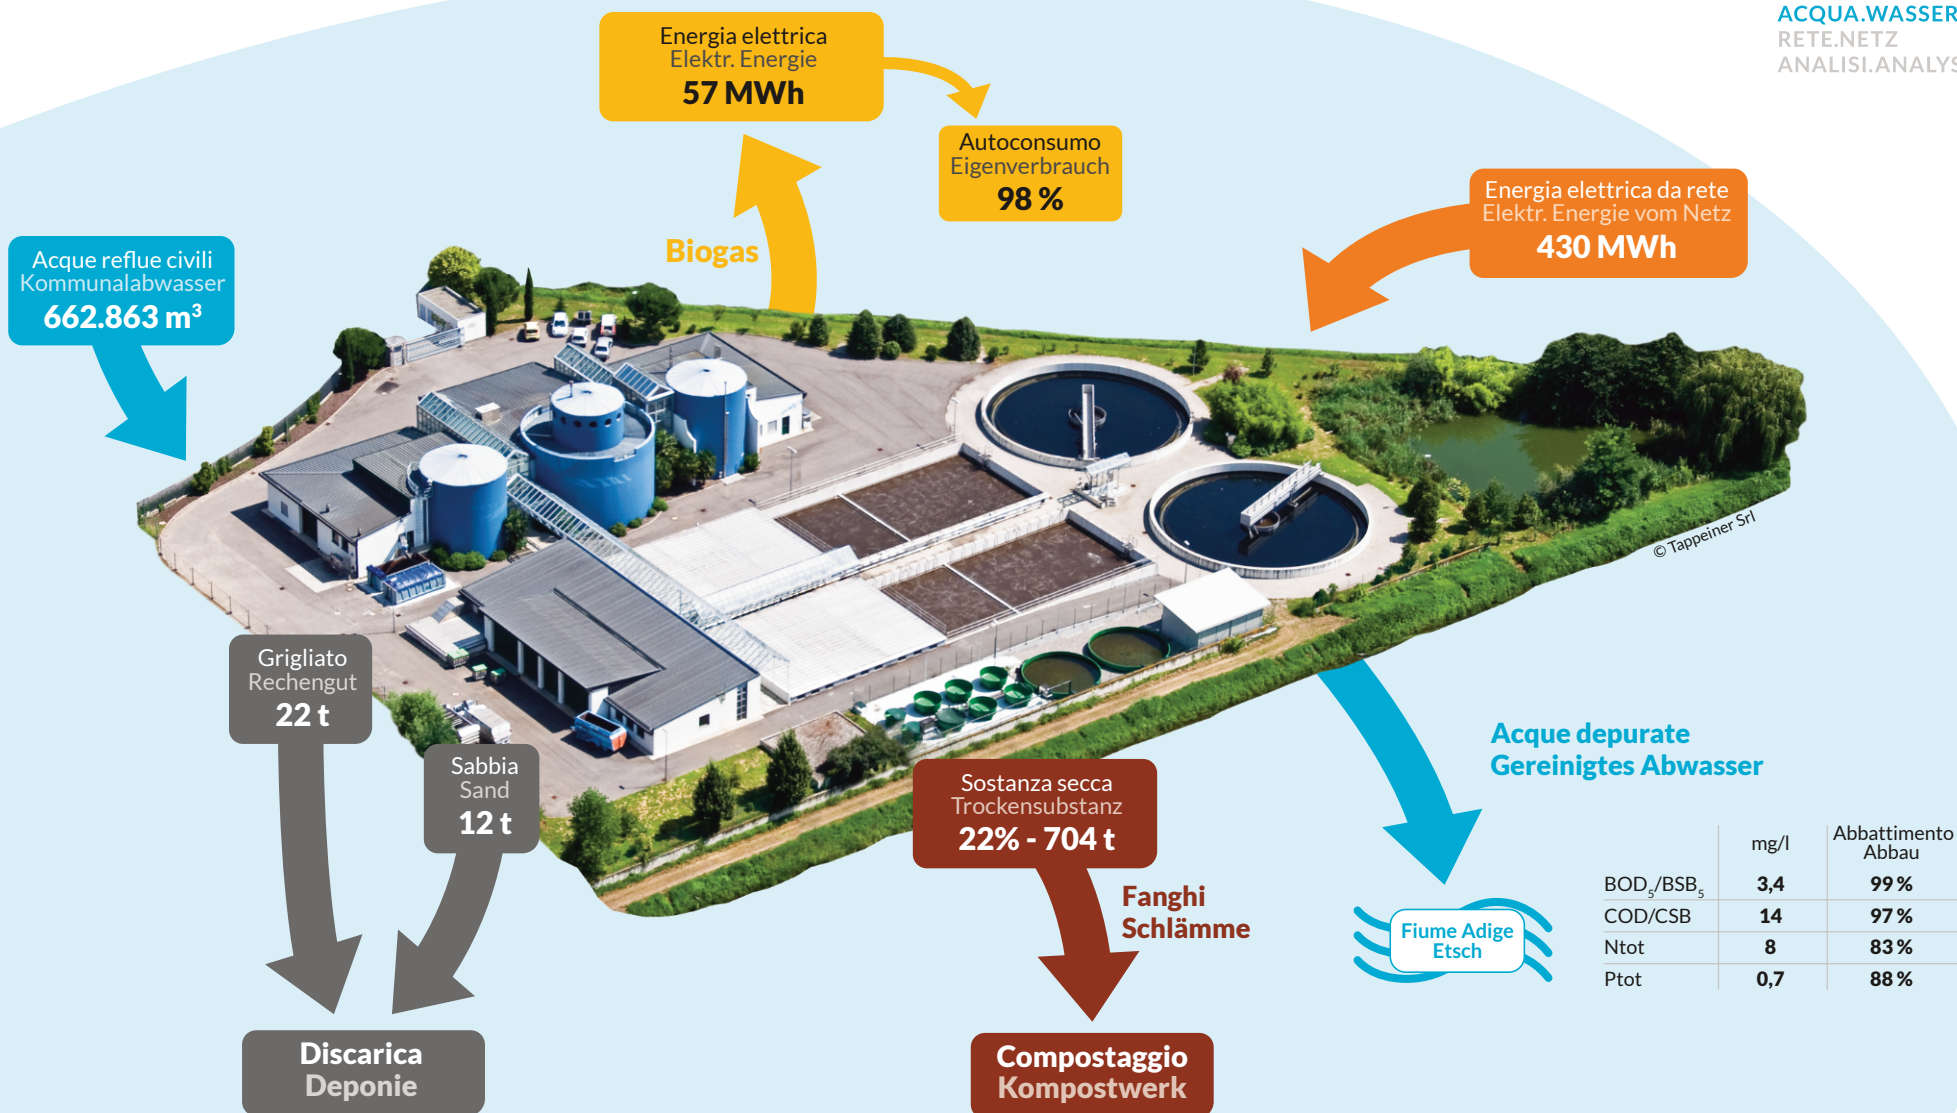 ACQUA.WASSER
RETE.NETZ
ANALISI.ANALYS
Energia elettrica
Elektr. Energie
57 MWh
Autoconsumo
Eigenverbrauch
98 %
Energia elettrica da rete
Elektr. Energie vom Netz
430 MWh
Biogas
Acque reflue civili
Kommunalabwasser
662.863 m³
© Tappeiner Srl
Grigliato
Rechengut
22 t
Sabbia
Sand
12 t
Sostanza secca
Trockensubstanz
22% - 704 t
Fanghi
Schlämme
Acque depurate
Gereinigtes Abwasser
Fiume Adige
Etsch
mg/l Abbattimento
Abbau
BOD₅/BSB₅ 3,4 99 %
COD/CSB 14 97 %
Ntot 8 83 %
Ptot 0,7 88 %
Discarica
Deponie
Compostaggio
Kompostwerk